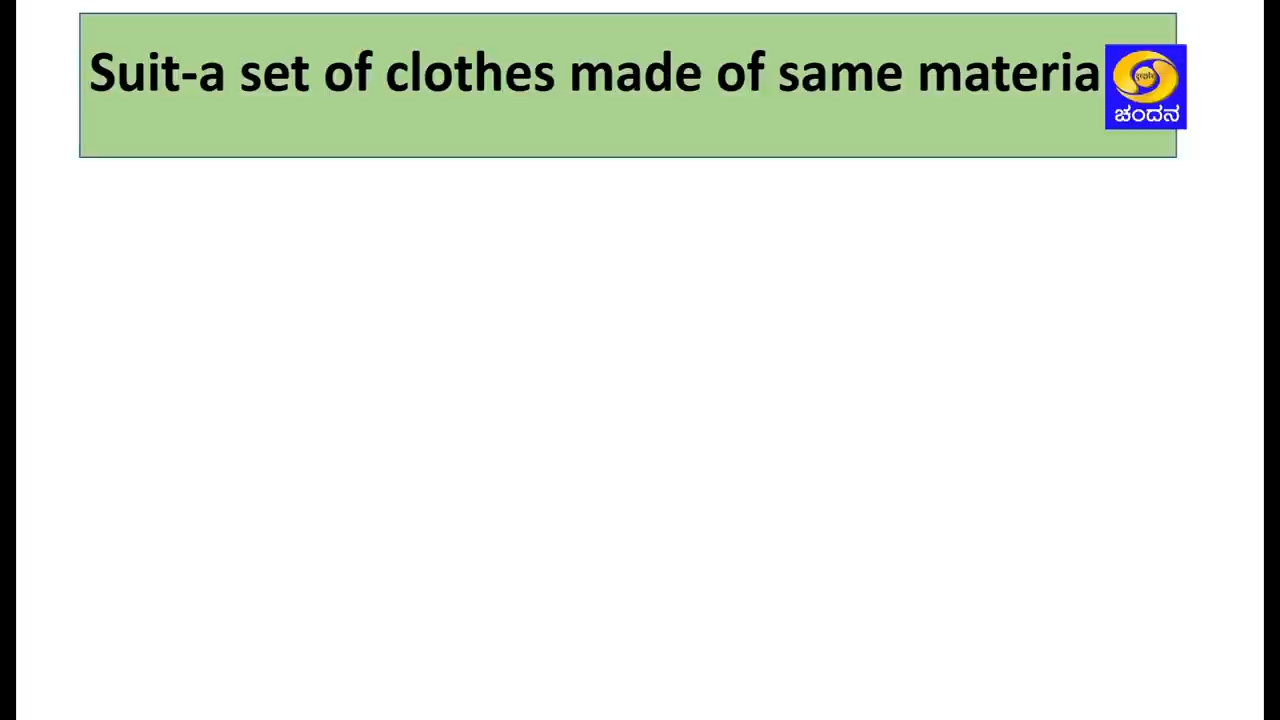 Suit-a set of clothes made of same materia
ಚಂದನ